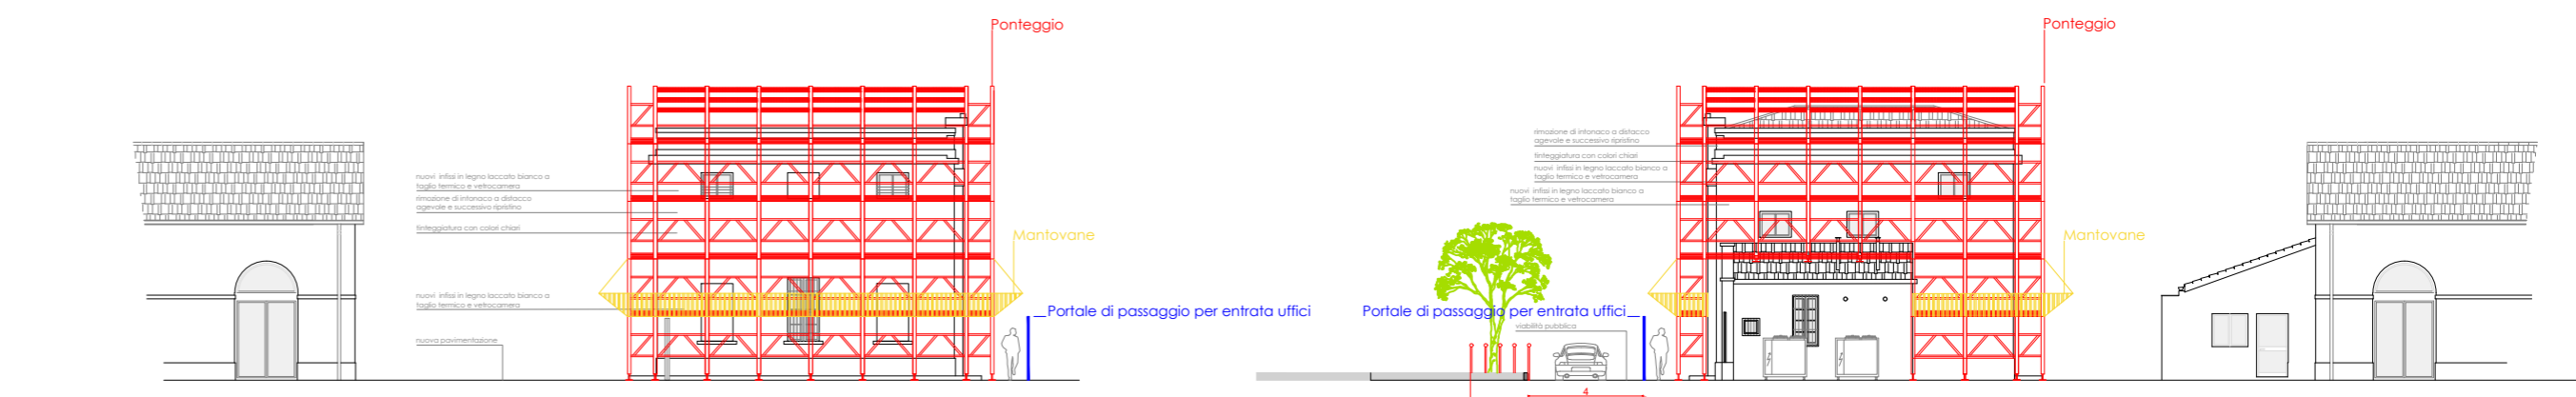 Ponteggio
nuovi infissi in legno laccato bianco a
taglio termico e vetrocamera
rimozione di intonaco a distacco
agevole e successivo ripristino
tinteggiatura con colori chiari
Mantovane
nuovi infissi in legno laccato bianco a
taglio termico e vetrocamera
Portale di passaggio per entrata uffici
nuova pavimentazione
Ponteggio
rimozione di intonaco a distacco
agevole e successivo ripristino
tinteggiatura con colori chiari
nuovi infissi in legno laccato bianco a
taglio termico e vetrocamera
nuovi infissi in legno laccato bianco a
taglio termico e vetrocamera
Mantovane
Portale di passaggio per entrata uffici
viabilità pubblica
4